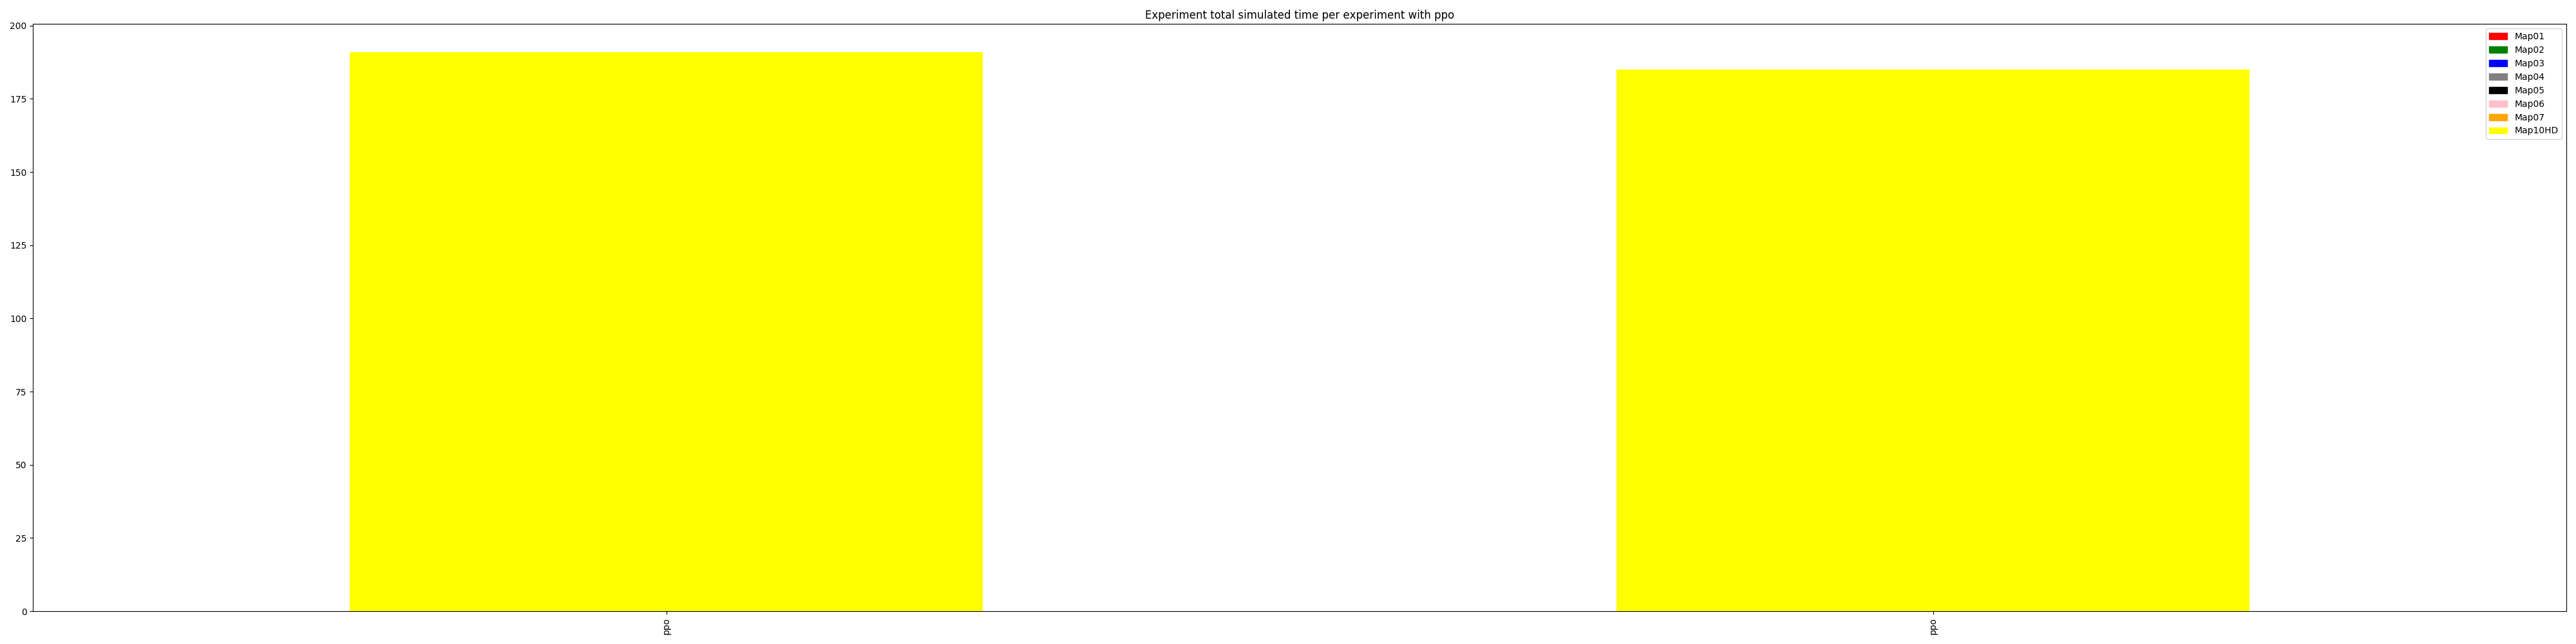 Experiment total simulated time per experiment with ppo
200
175
150
125
100
75
50
25
0
Map01
Map02
Map03
Map04
Map05
Map06
Map07
Map10HD
ppo
ppo